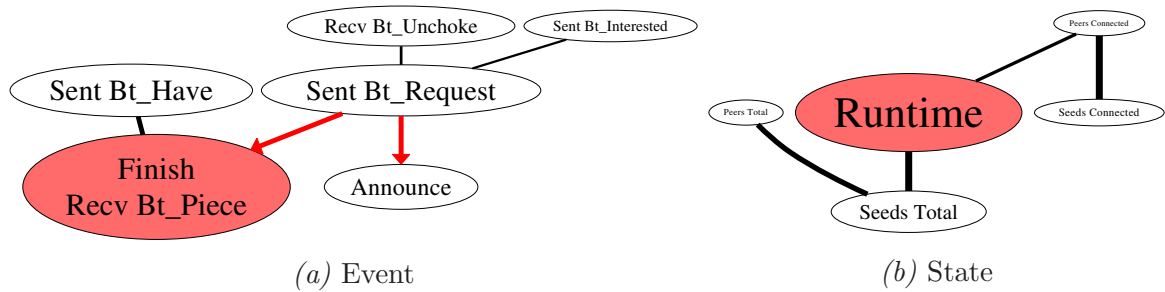 Recv Bt_Unchoke
Sent Bt_Interested
Sent Bt_Have
Sent Bt_Request
Finish
Recv Bt_Piece
Announce
(a) Event
Peers Connected
Runtime
Peers Total
Seeds Connected
Seeds Total
(b) State